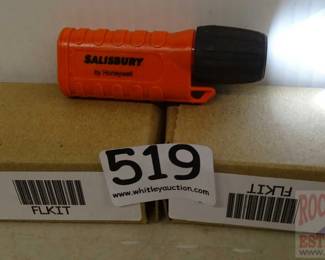 SALISBURY
by Honeywell
519
www.whitleyauction.com
FLKIT
FLKIT
ROC
EST